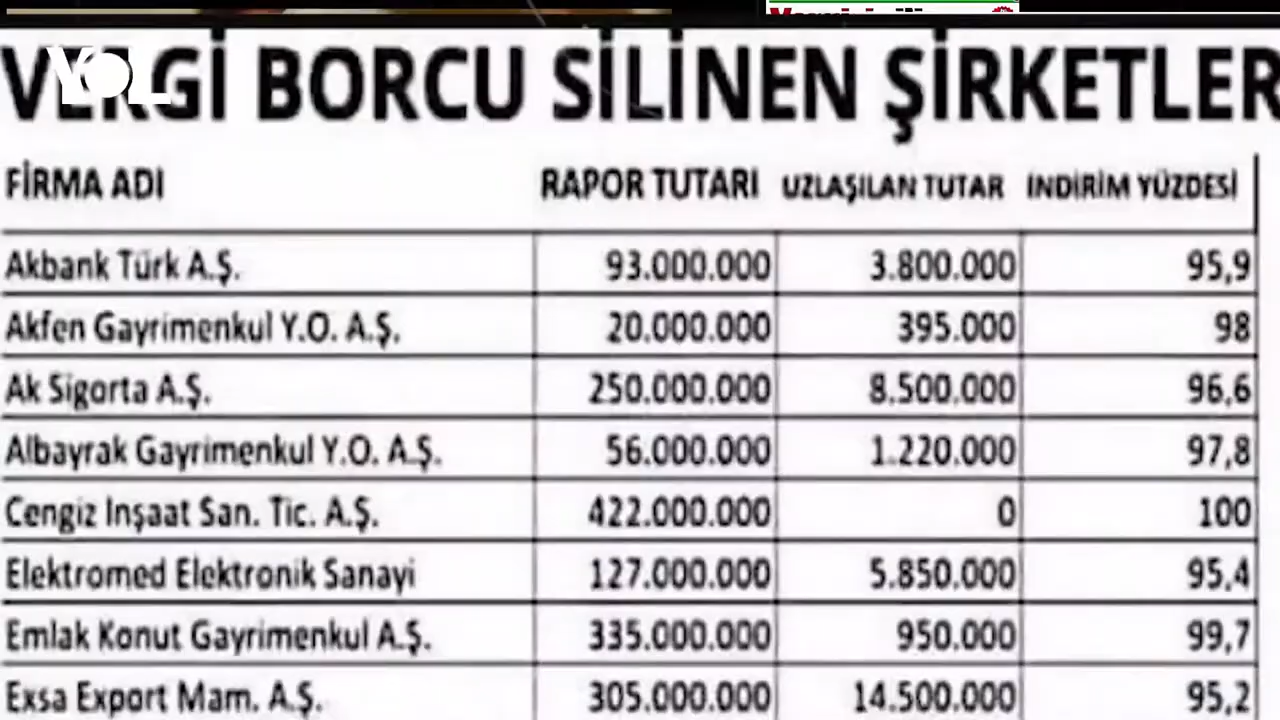 YOL
VERGİ BORCU SİLİNEN ŞİRKETLER
FİRMA ADI RAPOR TUTARI UZLAŞILAN TUTAR İNDİRİM YÜZDESİ
Akbank Türk A.Ş. 93.000.000 3.800.000 95,9
Akfen Gayrimenkul Y.O. A.Ş. 20.000.000 395.000 98
Ak Sigorta A.Ş. 250.000.000 8.500.000 96,6
Albayrak Gayrimenkul Y.O. A.Ş. 56.000.000 1.220.000 97,8
Cengiz İnşaat San. Tic. A.Ş. 422.000.000 0 100
Elektromed Elektronik Sanayi 127.000.000 5.850.000 95,4
Emlak Konut Gayrimenkul A.Ş. 335.000.000 950.000 99,7
Exsa Export Mam. A.Ş. 305.000.000 14.500.000 95,2